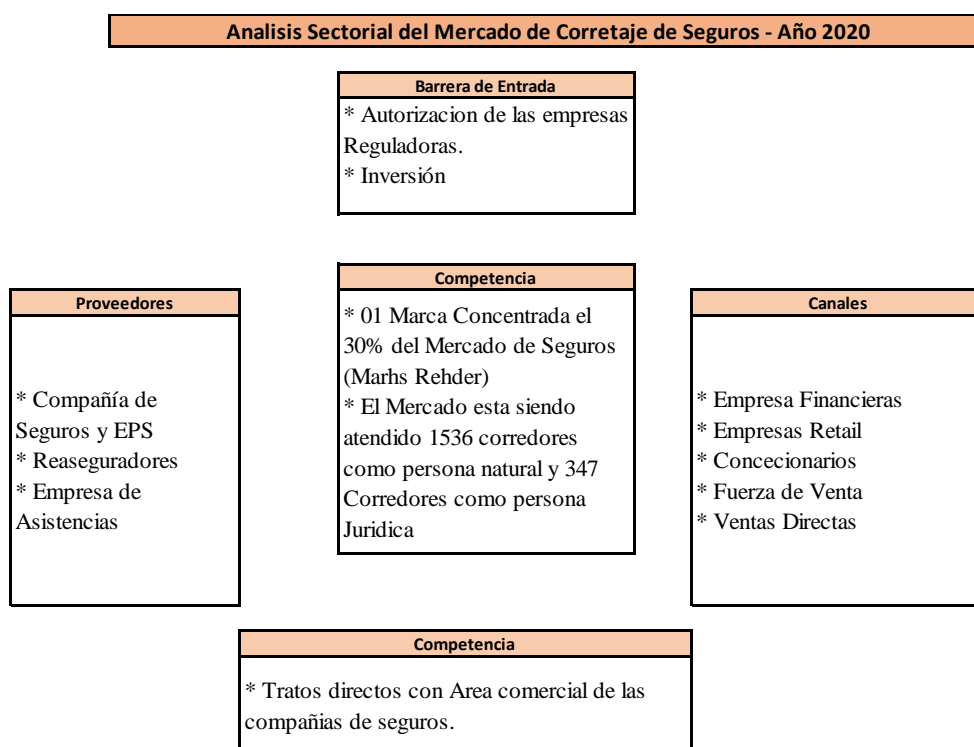 Analisis Sectorial del Mercado de Corretaje de Seguros - Año 2020
Barrera de Entrada
* Autorizacion de las empresas
Reguladoras.
* Inversión
Proveedores
* Compañía de
Seguros y EPS
* Reaseguradores
* Empresa de
Asistencias
Competencia
* 01 Marca Concentrada el
30% del Mercado de Seguros
(Marhs Rehder)
* El Mercado esta siendo
atendido 1536 corredores
como persona natural y 347
Corredores como persona
Juridica
Canales
* Empresa Financieras
* Empresas Retail
* Concecionarios
* Fuerza de Venta
* Ventas Directas
Competencia
* Tratos directos con Area comercial de las
compañias de seguros.